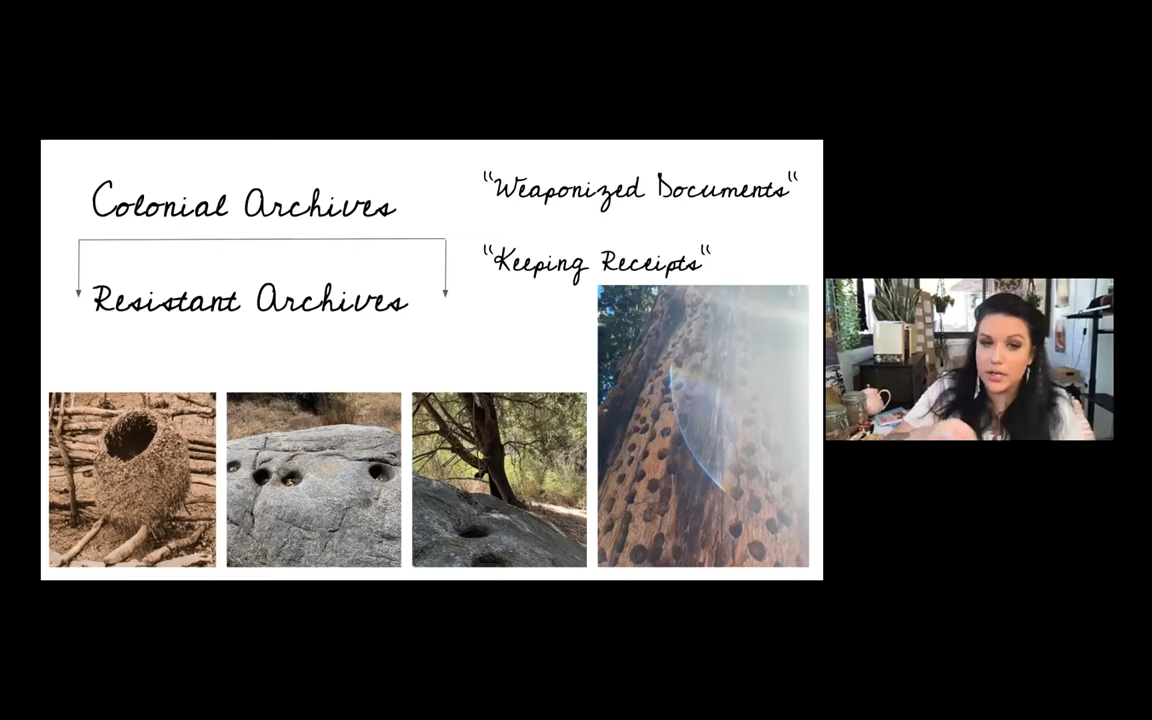 Colonial Archives
Resistant Archives
"Weaponized Documents"
"Keeping Receipts"